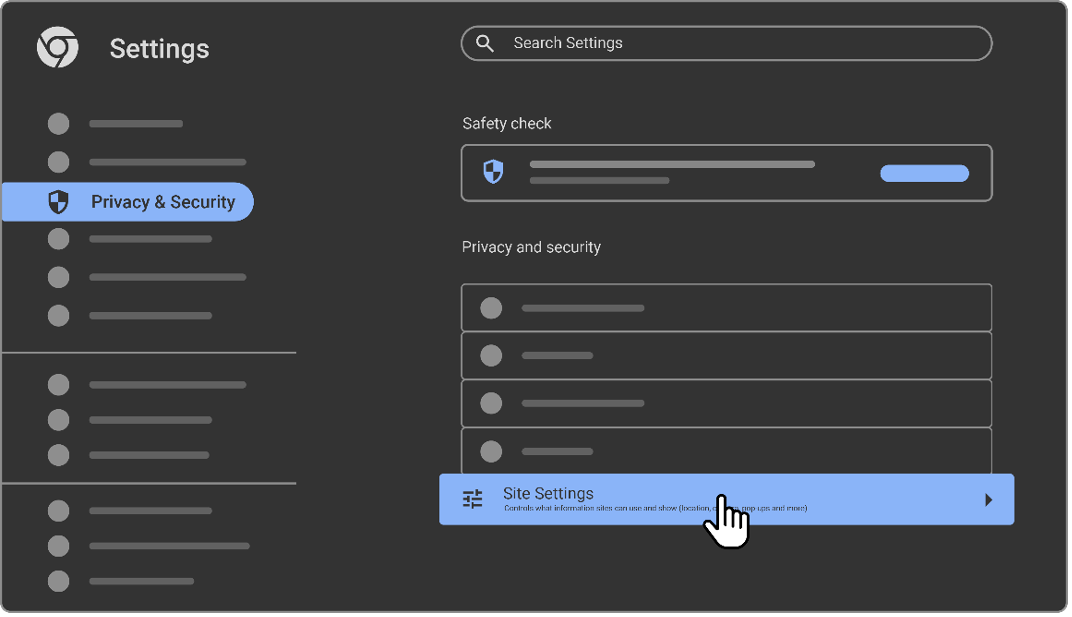 Settings
Search Settings
Safety check
Privacy & Security
Privacy and security
Site Settings
Controls what information sites can use and show (location, pop-ups and more)